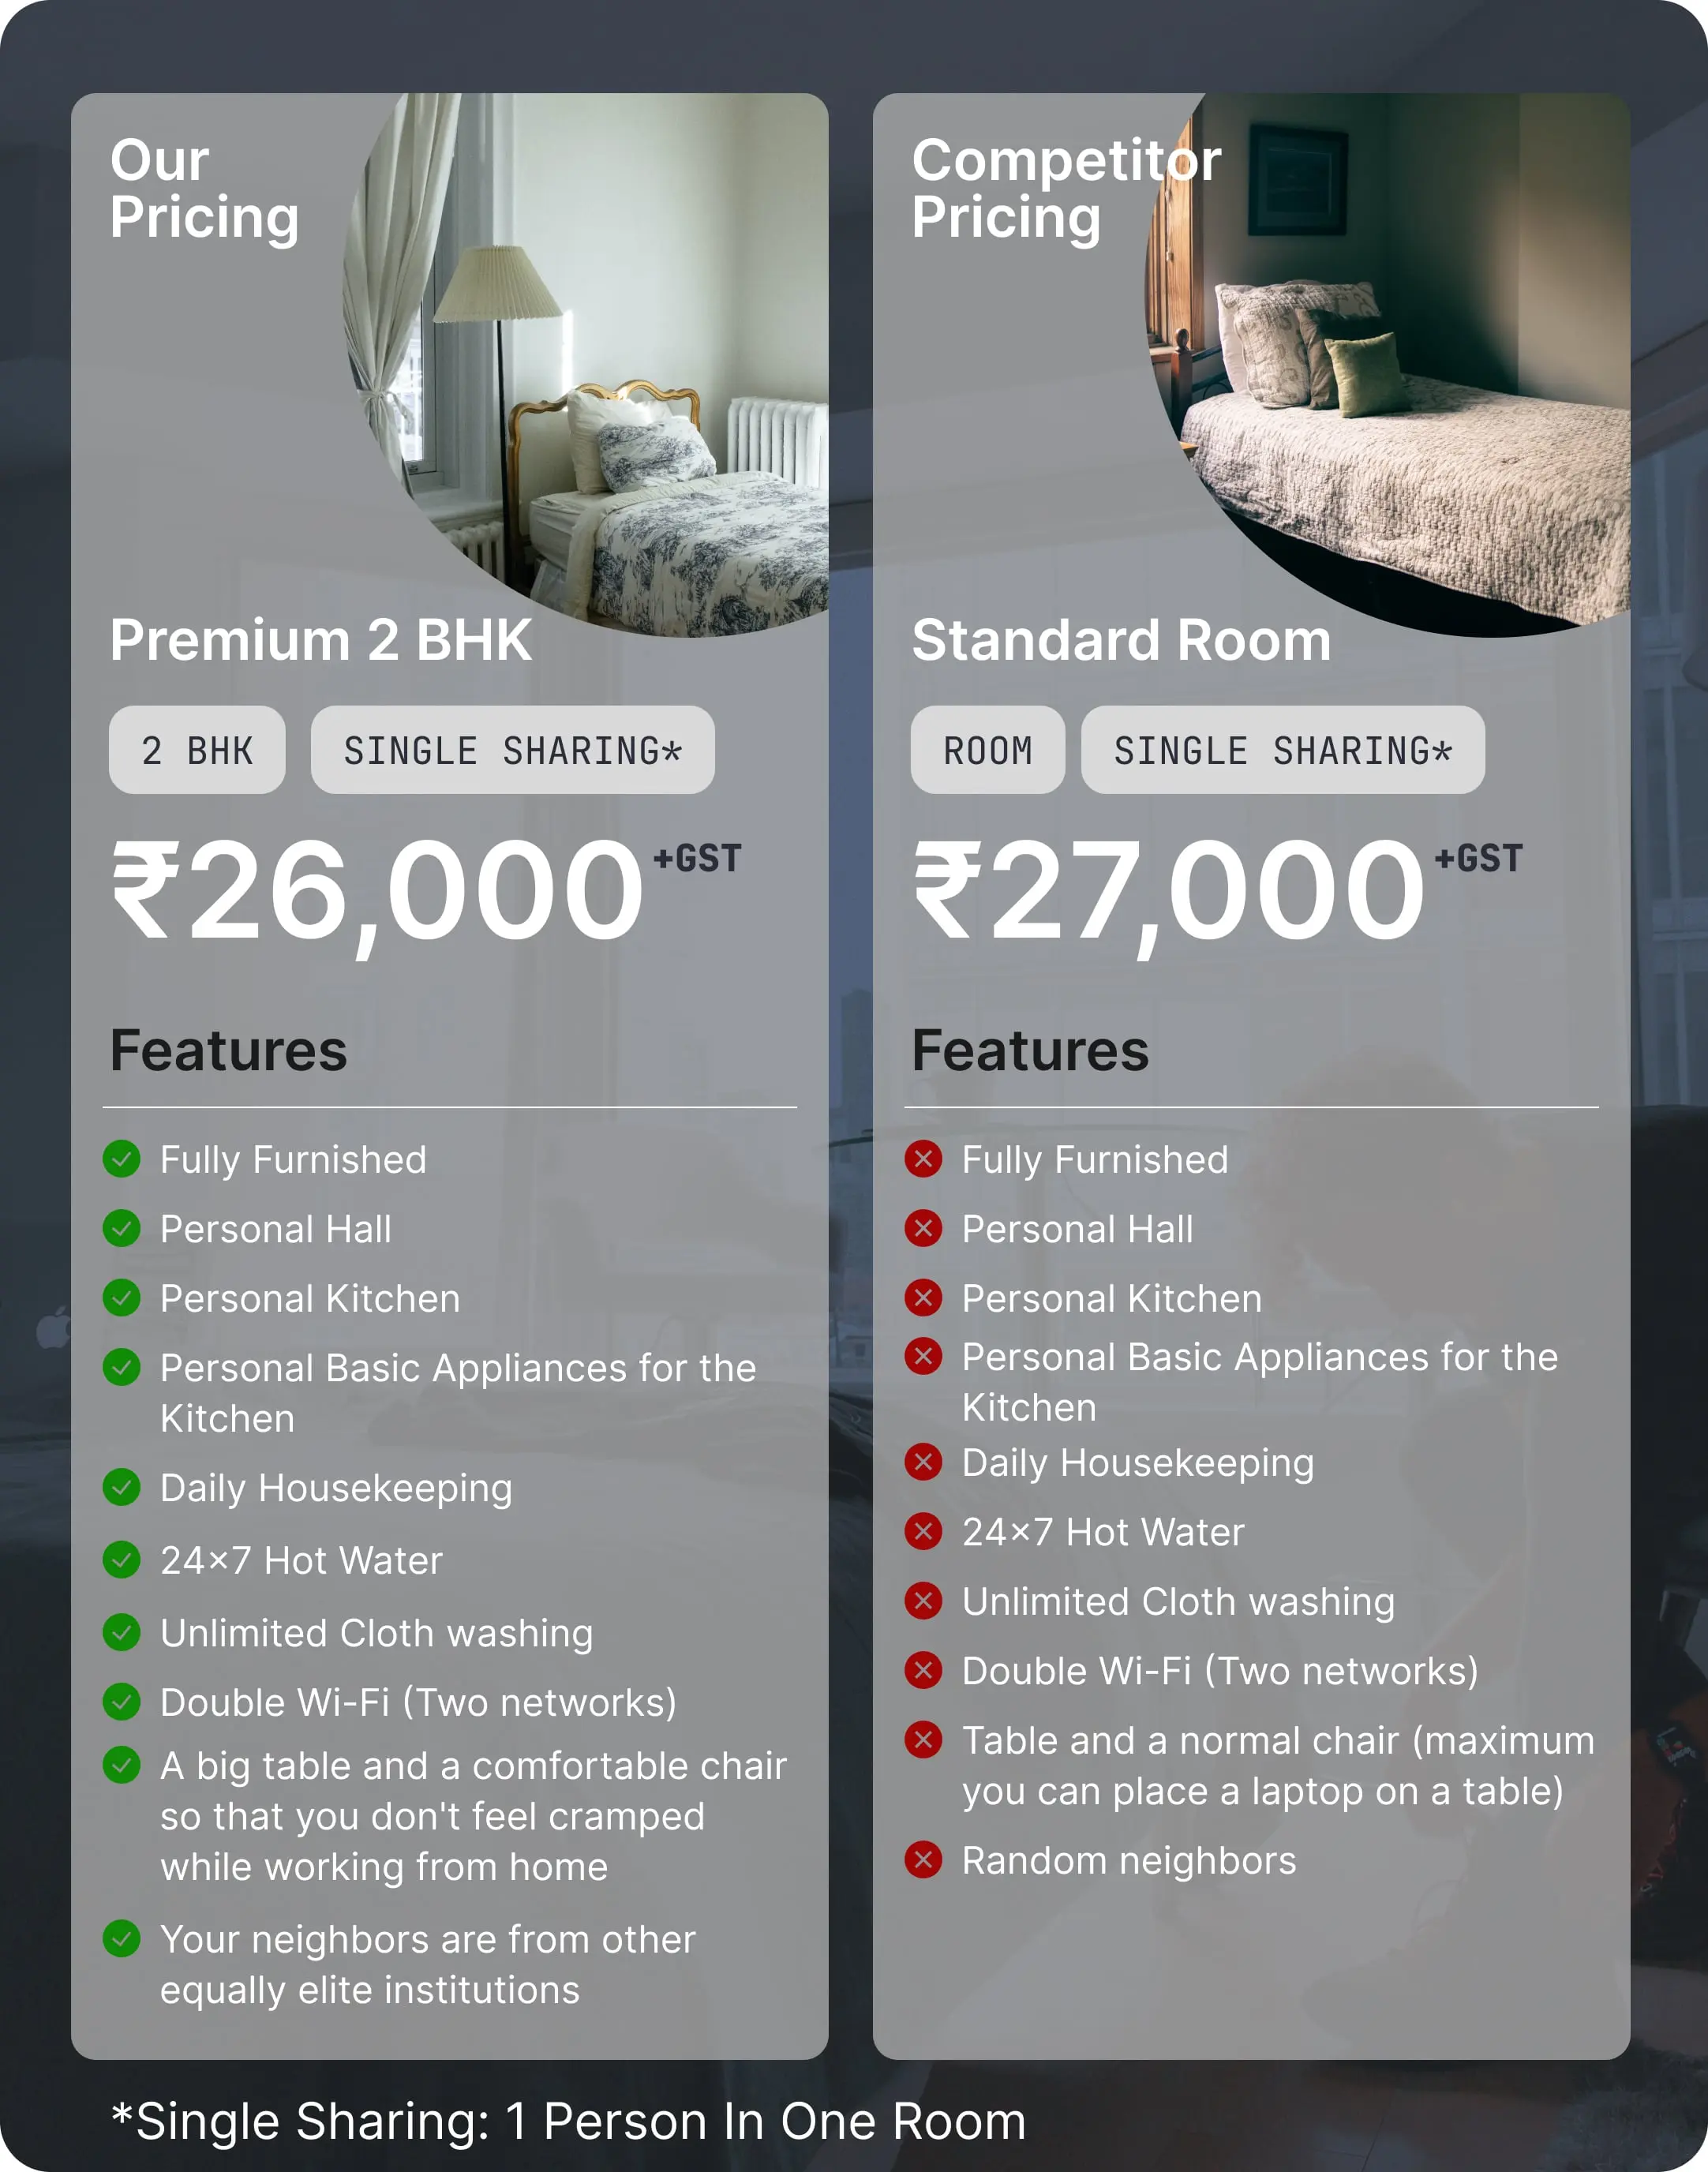 Our
Pricing
Premium 2 BHK
2 BHK
SINGLE SHARING*
₹26,000 +GST
Features
Fully Furnished
Personal Hall
Personal Kitchen
Personal Basic Appliances for the
Kitchen
Daily Housekeeping
24×7 Hot Water
Unlimited Cloth washing
Double Wi-Fi (Two networks)
A big table and a comfortable chair
so that you don't feel cramped
while working from home
Your neighbors are from other
equally elite institutions
Competitor
Pricing
Standard Room
ROOM
SINGLE SHARING*
₹27,000 +GST
Features
Fully Furnished
Personal Hall
Personal Kitchen
Personal Basic Appliances for the
Kitchen
Daily Housekeeping
24×7 Hot Water
Unlimited Cloth washing
Double Wi-Fi (Two networks)
Table and a normal chair (maximum
you can place a laptop on a table)
Random neighbors
*Single Sharing: 1 Person In One Room